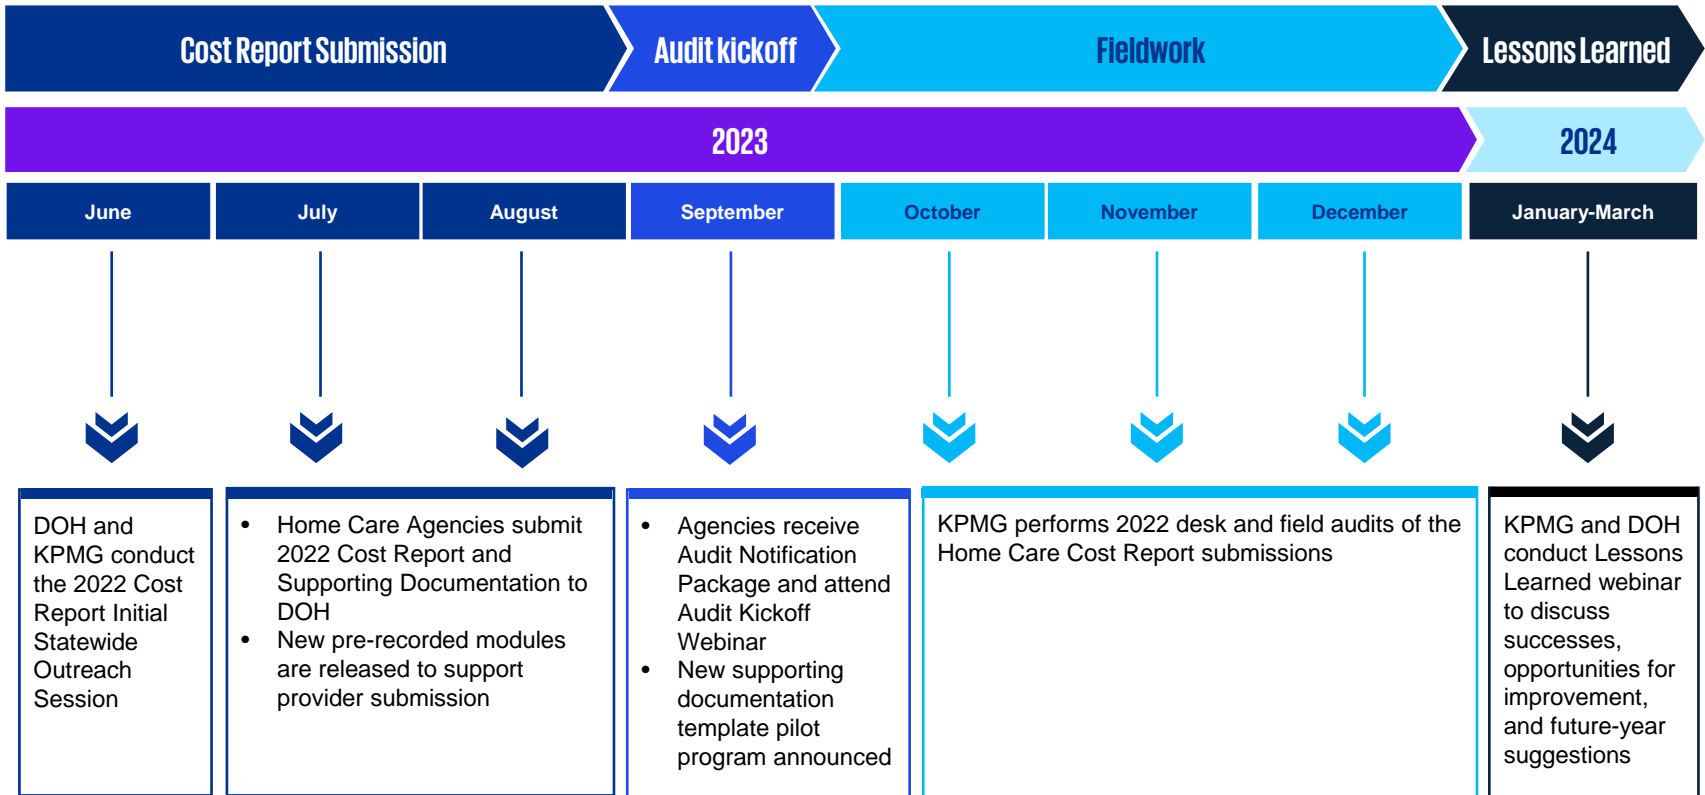 Cost Report Submission
Audit kickoff
Fieldwork
Lessons Learned
2023
2024
June
July
August
September
October
November
December
January-March
DOH and
KPMG conduct
the 2022 Cost
Report Initial
Statewide
Outreach
Session
• Home Care Agencies submit
2022 Cost Report and
Supporting Documentation to
DOH
• New pre-recorded modules
are released to support
provider submission
• Agencies receive
Audit Notification
Package and attend
Audit Kickoff
Webinar
• New supporting
documentation
template pilot
program announced
KPMG performs 2022 desk and field audits of the
Home Care Cost Report submissions
KPMG and DOH
conduct Lessons
Learned webinar
to discuss
successes,
opportunities for
improvement,
and future-year
suggestions